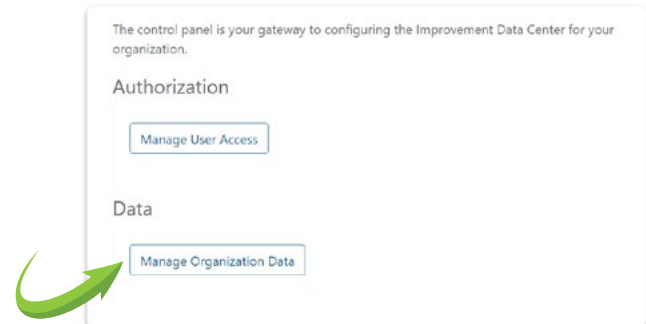 The control panel is your gateway to configuring the Improvement Data Center for your
organization.
Authorization
Manage User Access
Data
Manage Organization Data